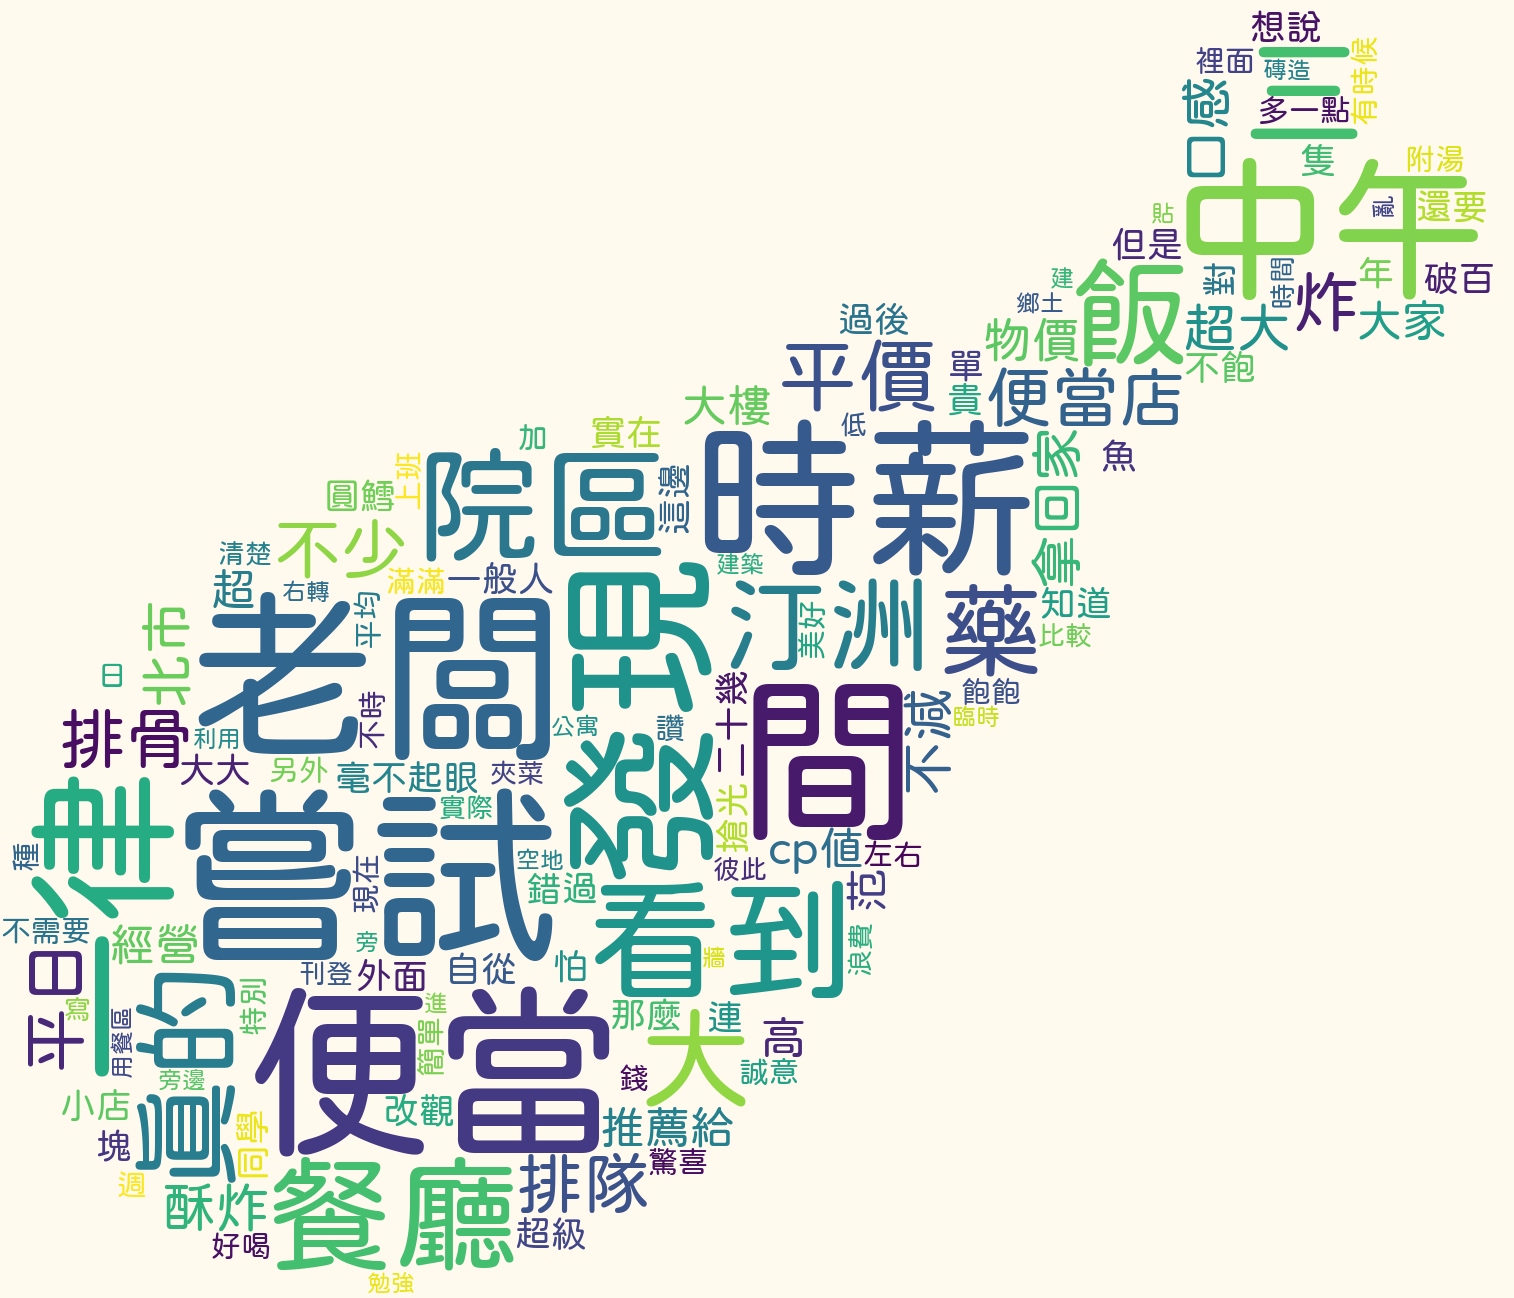 想說
裡面
三
磚造
有時候
多一點
口感
隻
附湯
中午
亂
還要
貼
但是
建
飯
對
時間
年
破百
鄉土
炸
過後
物價
超大
大家
平價
單
不飽
貴
便當店
大樓
低
加
實在
時薪
拿回家
魚
院區
上班
這邊
圓鱈
不少
清楚
建築
超
右轉
滿滿
一般人
現
汀洲
美好
藥
知道
北市
平均
老闆
比較
日
飽飽
二十幾
間
不減
臨時
排骨
不時
利用
公寓
讚
大大
另外
毫不起眼
夾菜
發
搶光
一律
嘗試
實際
cp值
左右
種
現在
空地
彼此
錯過
看到
不需要
經營
旁
浪費
平日
刊登
外面
自從
怕
牆
寫
真的
特別
便當
進
那麼
連
用餐區
簡單
大
高
旁邊
錢
誠意
小店
改觀
推薦給
塊
同學
驚喜
週
酥炸
餐廳
排隊
好喝
超級
勉強